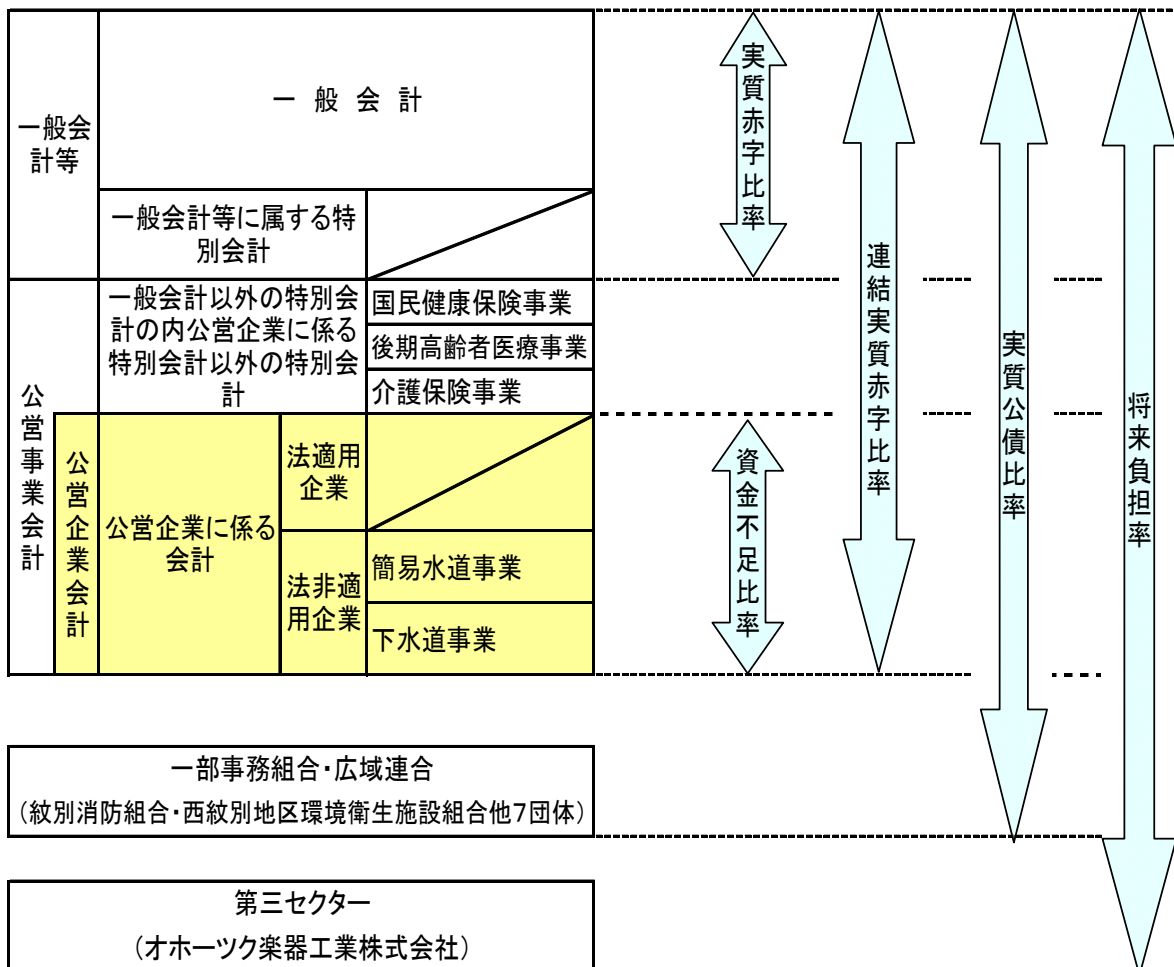 一般会
計等
一 般 会 計
一般会計等に属する特
別会計
公営事業会計
一般会計以外の特別会
計の内公営企業に係る
特別会計以外の特別会
計
国民健康保険事業
後期高齢者医療事業
介護保険事業
公営企業会計
公営企業に係る
会計
法適用
企業
法非適
用企業
簡易水道事業
下水道事業
実質赤字比率
資金不足比率
連結実質赤字比率
実質公債比率
将来負担率
一部事務組合・広域連合
(紋別消防組合・西紋別地区環境衛生施設組合他7団体)
第三セクター
(オホーツク楽器工業株式会社)